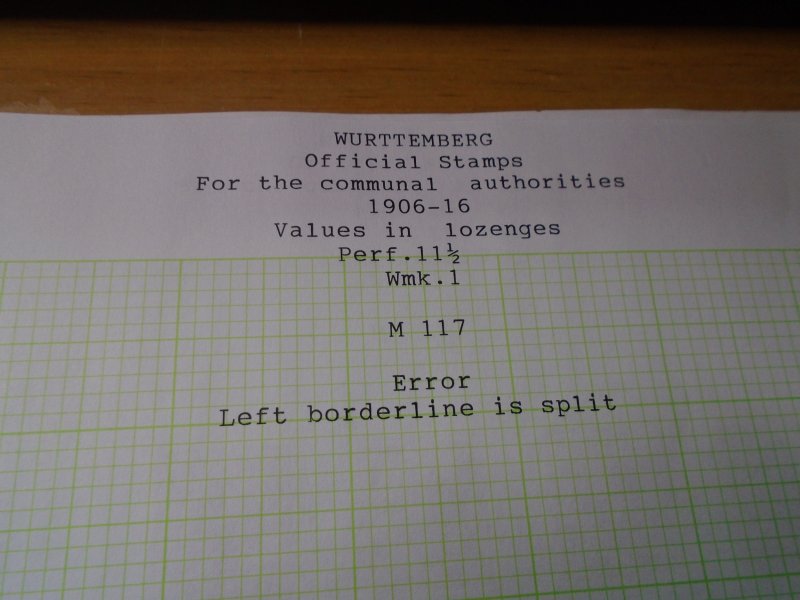 WURTTEMBERG
Official Stamps
For the communal authorities
1906-16
Values in lozenges
Perf.11½
Wmk.1
M 117
Error
Left borderline is split